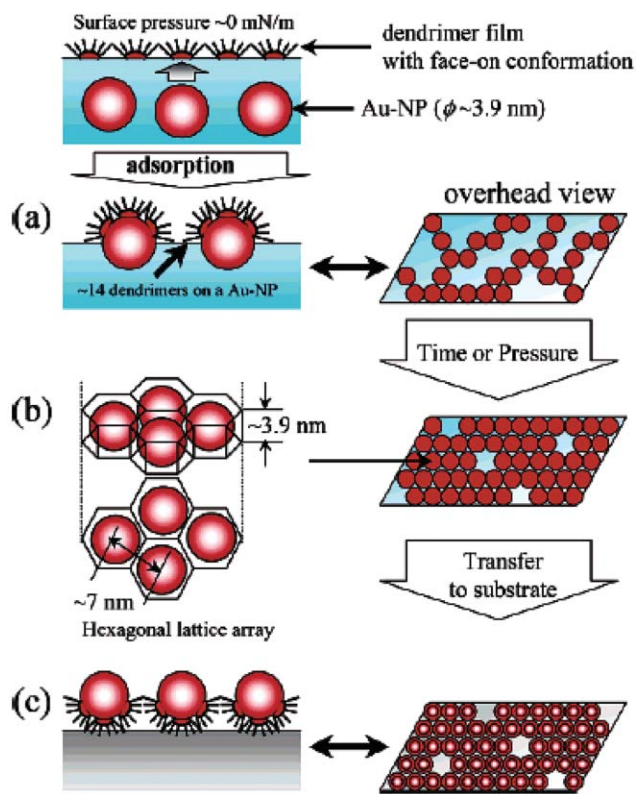 Surface pressure ~0 mN/m
dendrimer film
with face-on conformation
Au-NP (ϕ~3.9 nm)
adsorption
(a)
overhead view
~14 dendrimers on a Au-NP
Time or Pressure
(b)
~3.9 nm
~7 nm
Hexagonal lattice array
Transfer
to substrate
(c)